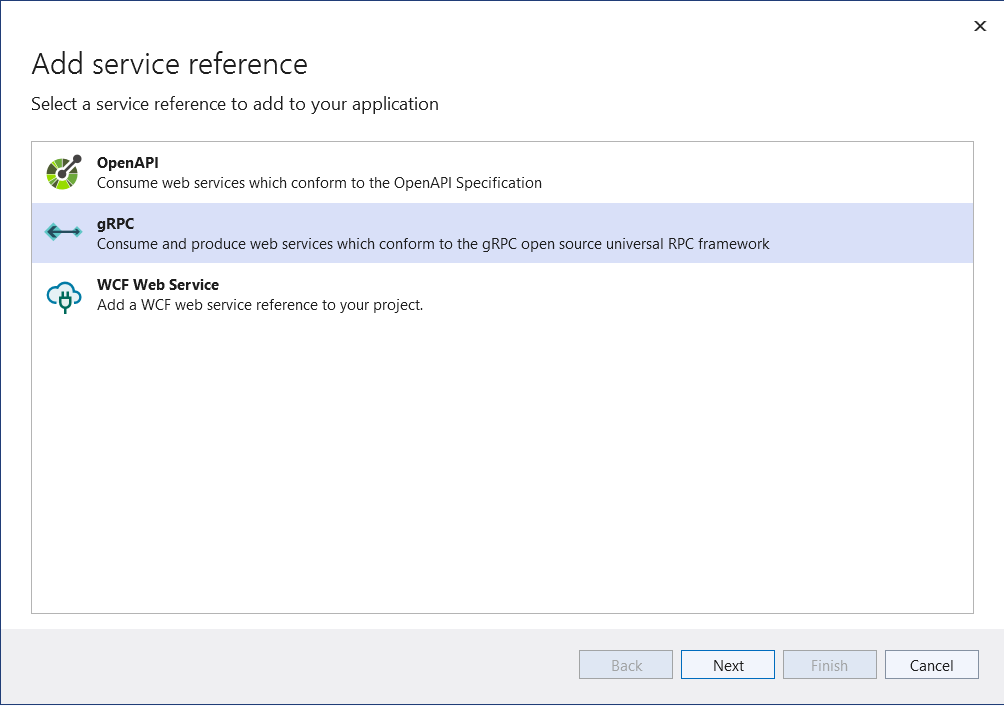 Add service reference
Select a service reference to add to your application
OpenAPI
Consume web services which conform to the OpenAPI Specification
gRPC
Consume and produce web services which conform to the gRPC open source universal RPC framework
WCF Web Service
Add a WCF web service reference to your project.
Back
Next
Finish
Cancel